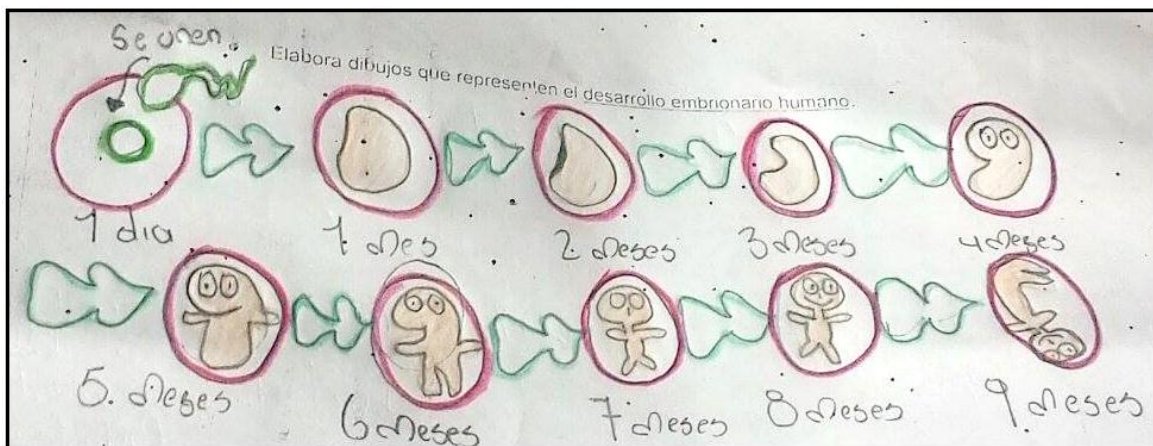 Se unen.
Elabora dibujos que representen el desarrollo embrionario humano.
1 dia
1 mes
2 meses
3 meses
4 meses
5. meses
6 meses
7 meses
8 meses
9 meses